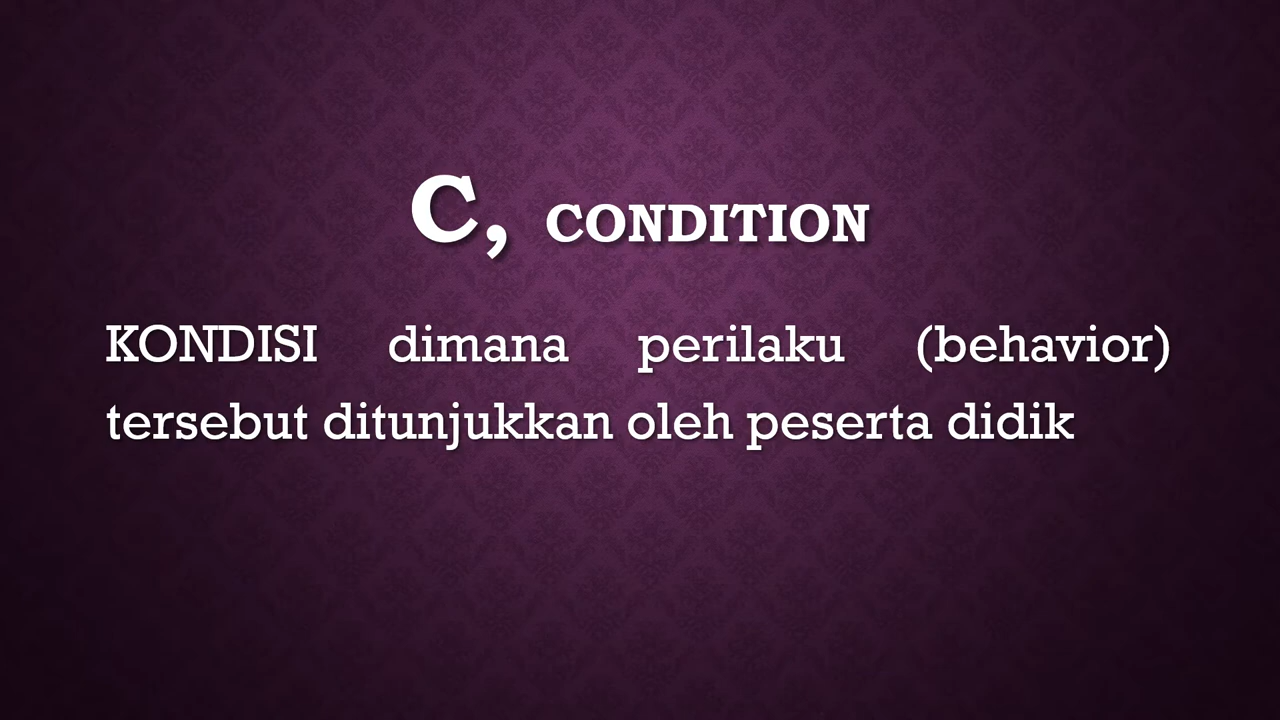 C, CONDITION
KONDISI dimana perilaku (behavior)
tersebut ditunjukkan oleh peserta didik